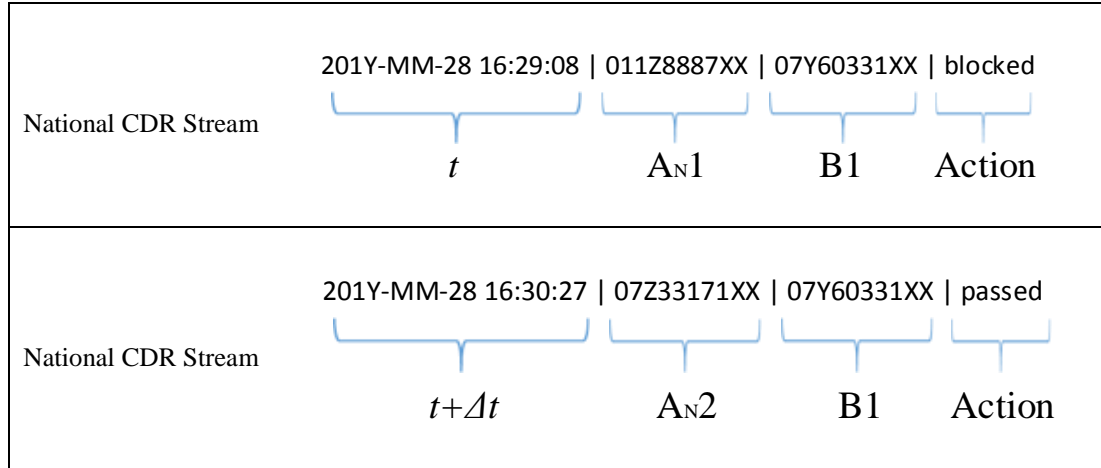 201Y-MM-28 16:29:08 | 011Z8887XX | 07Y60331XX | blocked
National CDR Stream
t AN1 B1 Action
201Y-MM-28 16:30:27 | 07Z33171XX | 07Y60331XX | passed
National CDR Stream
t+Δt AN2 B1 Action